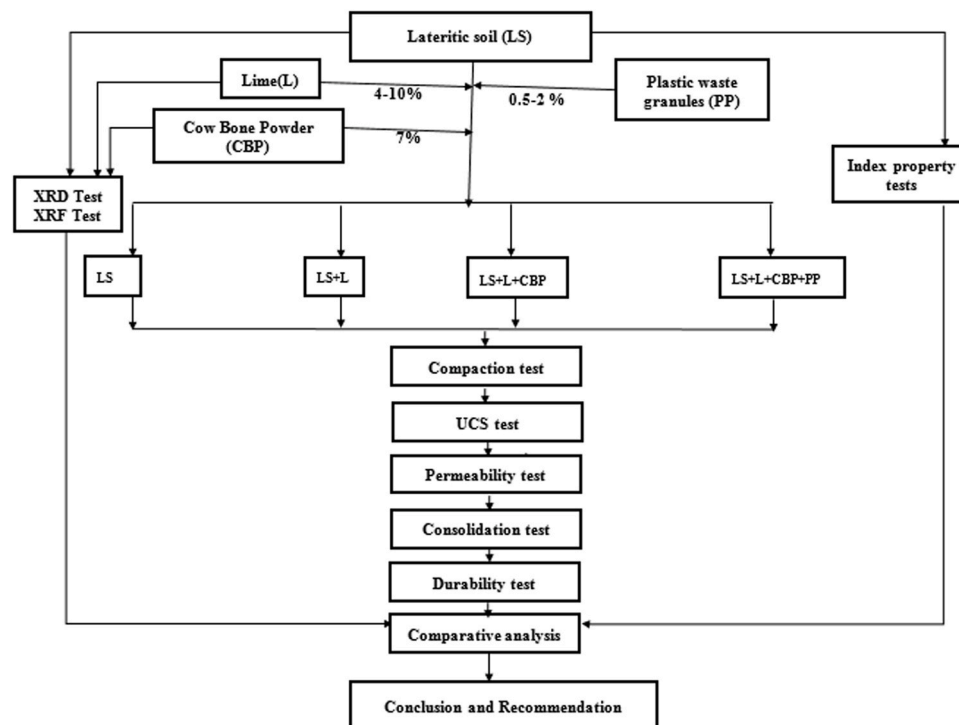 Lateritic soil (LS)
Lime(L)
4-10%
0.5-2 %
Plastic waste
granules (PP)
Cow Bone Powder
(CBP)
7%
XRD Test
XRF Test
Index property
tests
LS
LS+L
LS+L+CBP
LS+L+CBP+PP
Compaction test
UCS test
Permeability test
Consolidation test
Durability test
Comparative analysis
Conclusion and Recommendation